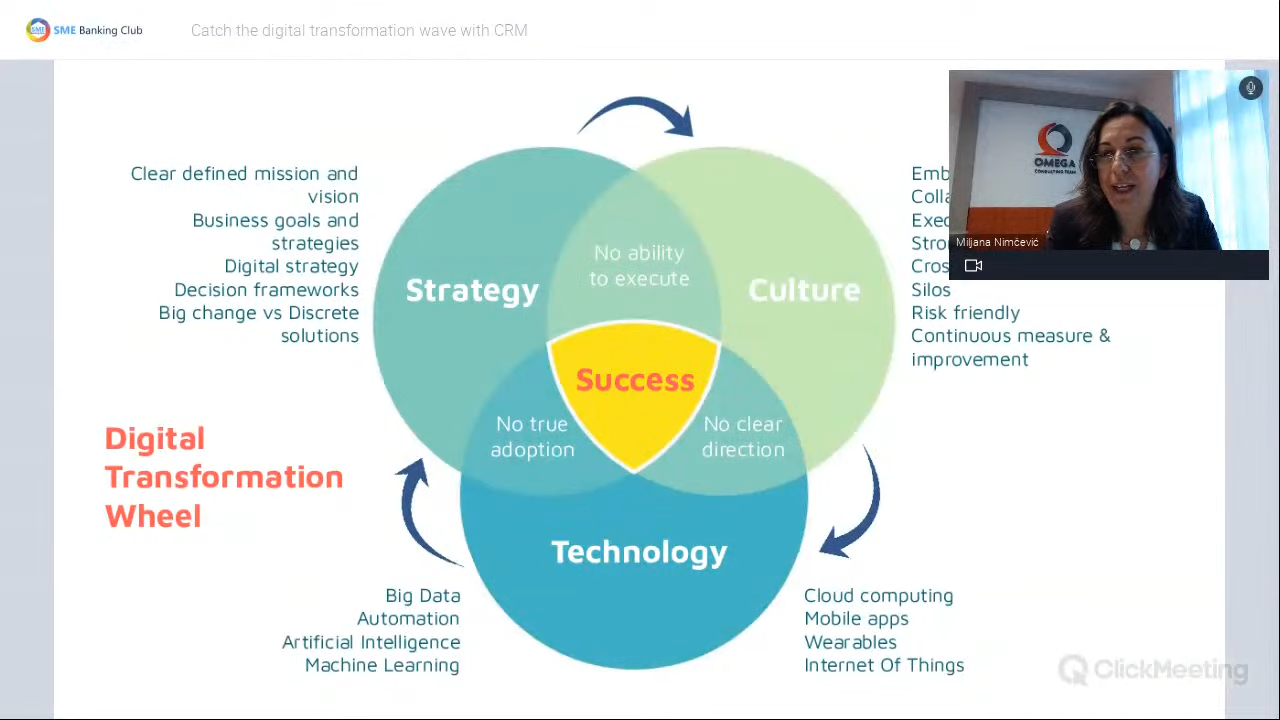 SME
SME Banking Club
Catch the digital transformation wave with CRM
Clear defined mission and
vision
Business goals and
strategies
Digital strategy
Decision frameworks
Big change vs Discrete
solutions
Strategy
No ability
to execute
Culture
Silos
Risk friendly
Continuous measure &
improvement
OMEGA
CONSULTING TEAM
Miljana Nimčević
Success
No true
adoption
No clear
direction
Digital
Transformation
Wheel
Technology
Big Data
Automation
Artificial Intelligence
Machine Learning
Cloud computing
Mobile apps
Wearables
Internet Of Things
ClickMeeting